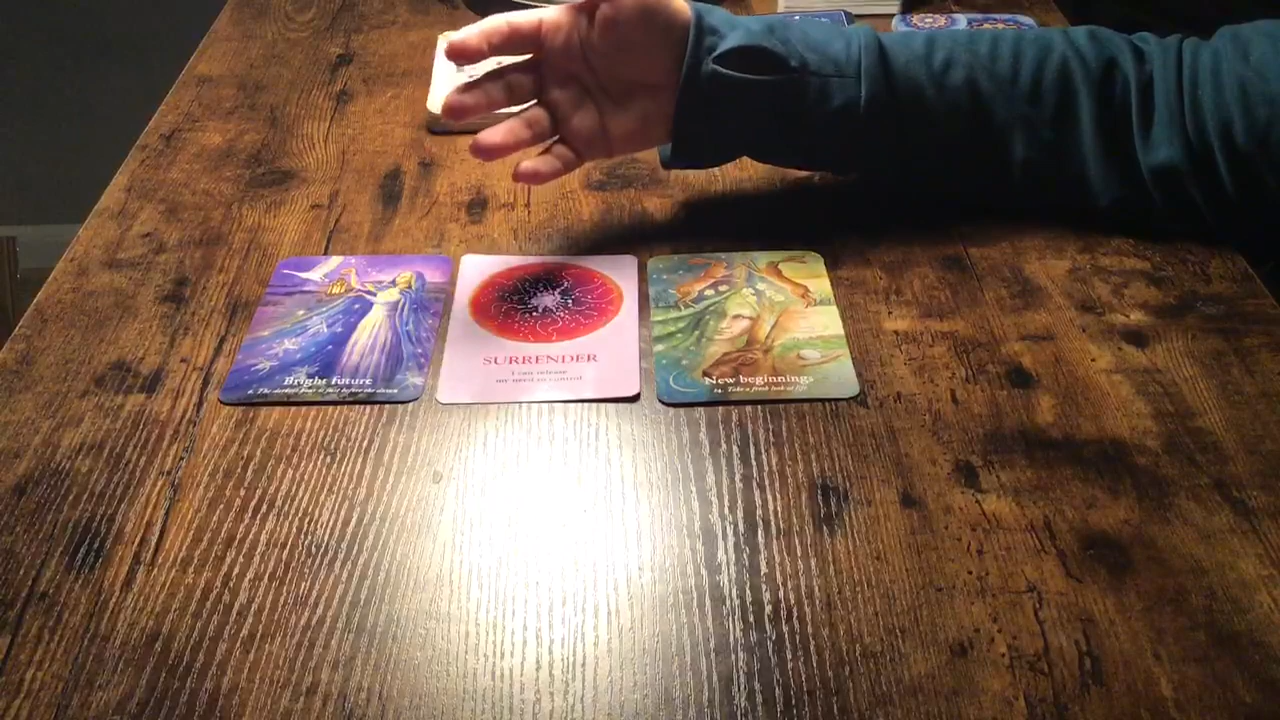 Bright future
6. The darkest hour is just before the dawn
SURRENDER
I can release
my need to control
New beginnings
24. Take a fresh look at life